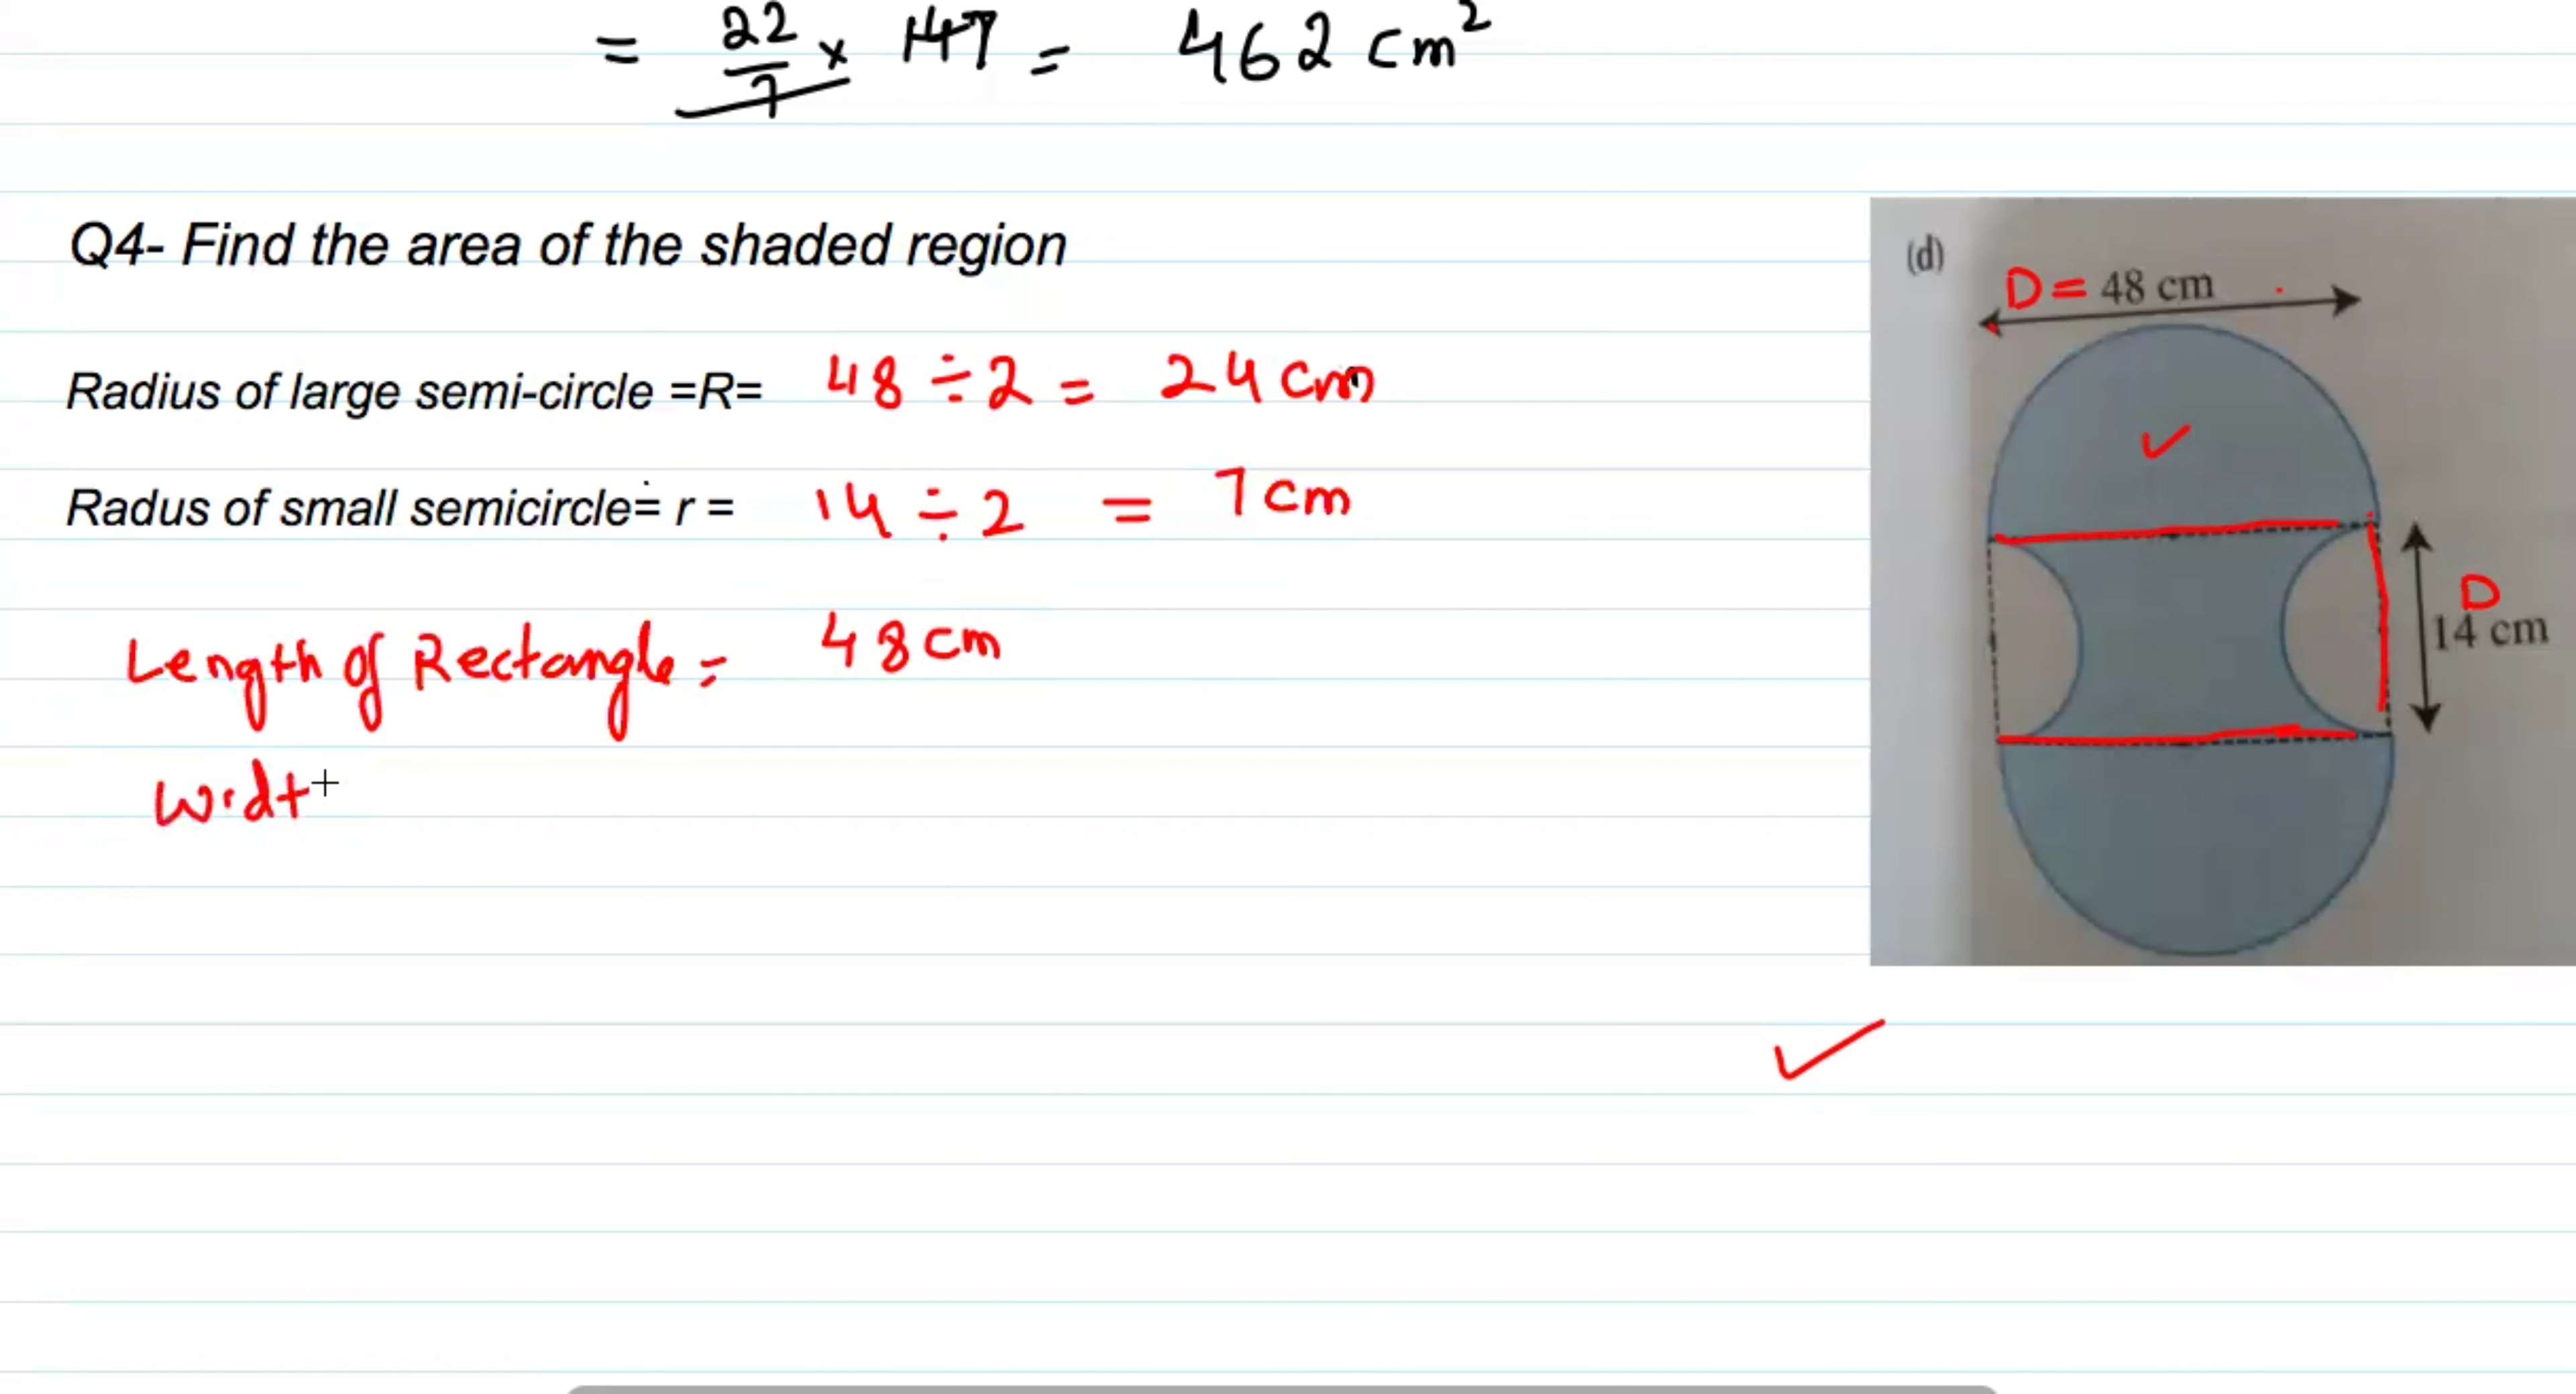 = 22/7 × 147 = 462 cm²
Q4- Find the area of the shaded region
(d)
D = 48 cm
Radius of large semi-circle =R= 48 ÷ 2 = 24 cm
Radus of small semicircle= r = 14 ÷ 2 = 7 cm
D
14 cm
Length of Rectangle = 48 cm
widt